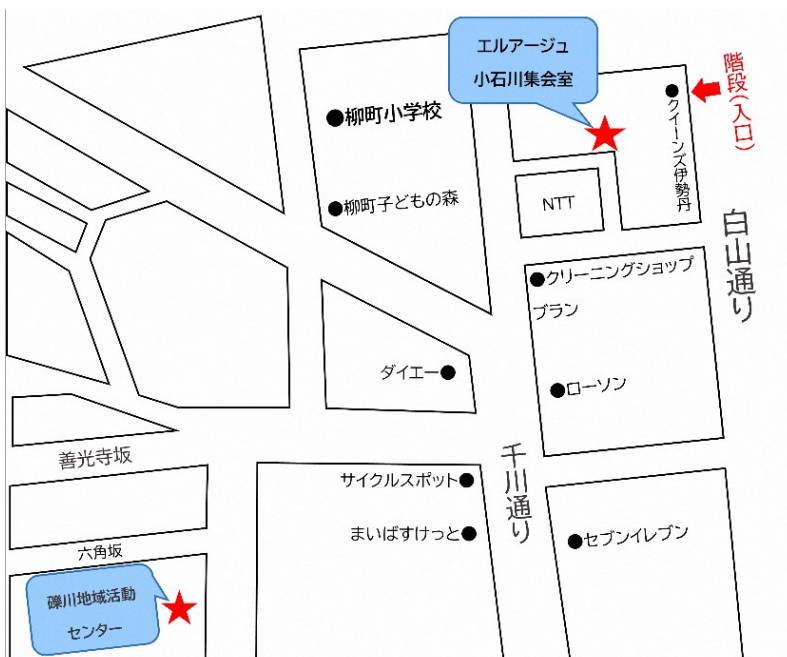 エルアージュ
小石川集会室
階段(入口)
クイーンズ伊勢丹
柳町小学校
柳町子どもの森
NTT
白山通り
クリーニングショップ
ブラン
ダイエー
ローソン
善光寺坂
サイクルスポット
千川通り
まいばすけっと
セブンイレブン
六角坂
礫川地域活動
センター